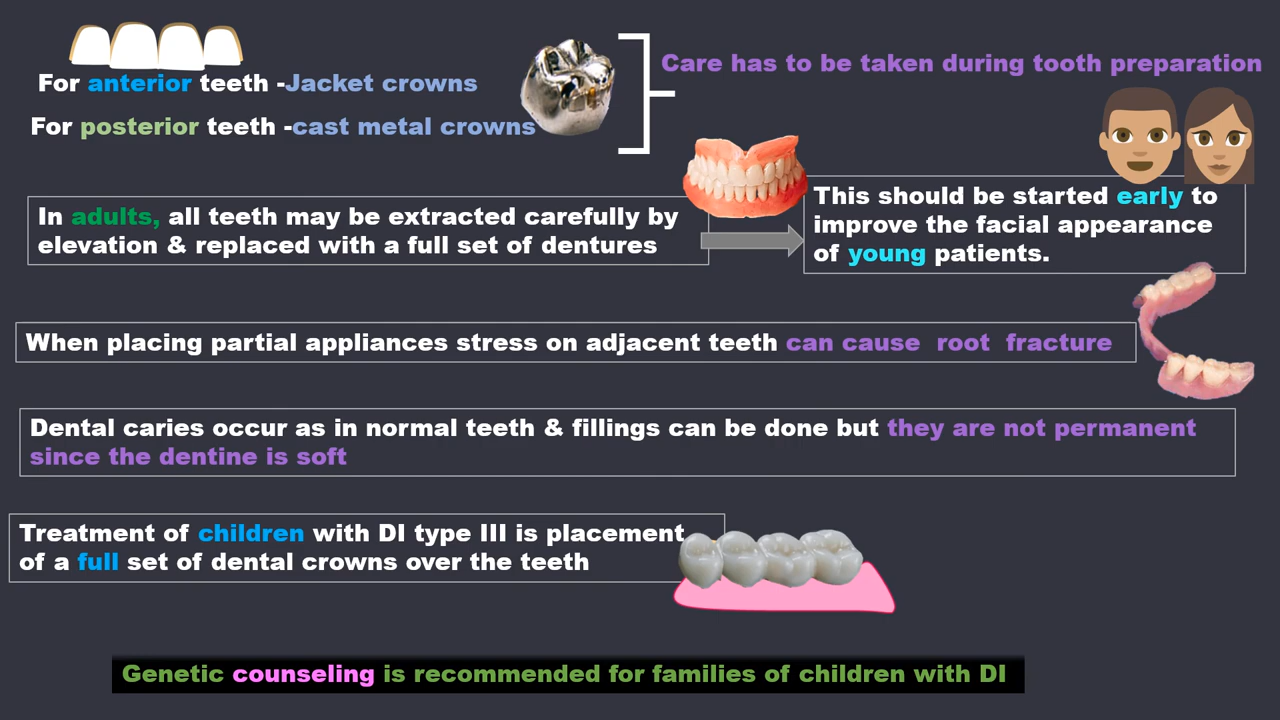 For anterior teeth -Jacket crowns
For posterior teeth -cast metal crowns
Care has to be taken during tooth preparation
In adults, all teeth may be extracted carefully by
elevation & replaced with a full set of dentures
This should be started early to
improve the facial appearance
of young patients.
When placing partial appliances stress on adjacent teeth can cause root fracture
Dental caries occur as in normal teeth & fillings can be done but they are not permanent
since the dentine is soft
Treatment of children with DI type III is placement
of a full set of dental crowns over the teeth
Genetic counseling is recommended for families of children with DI